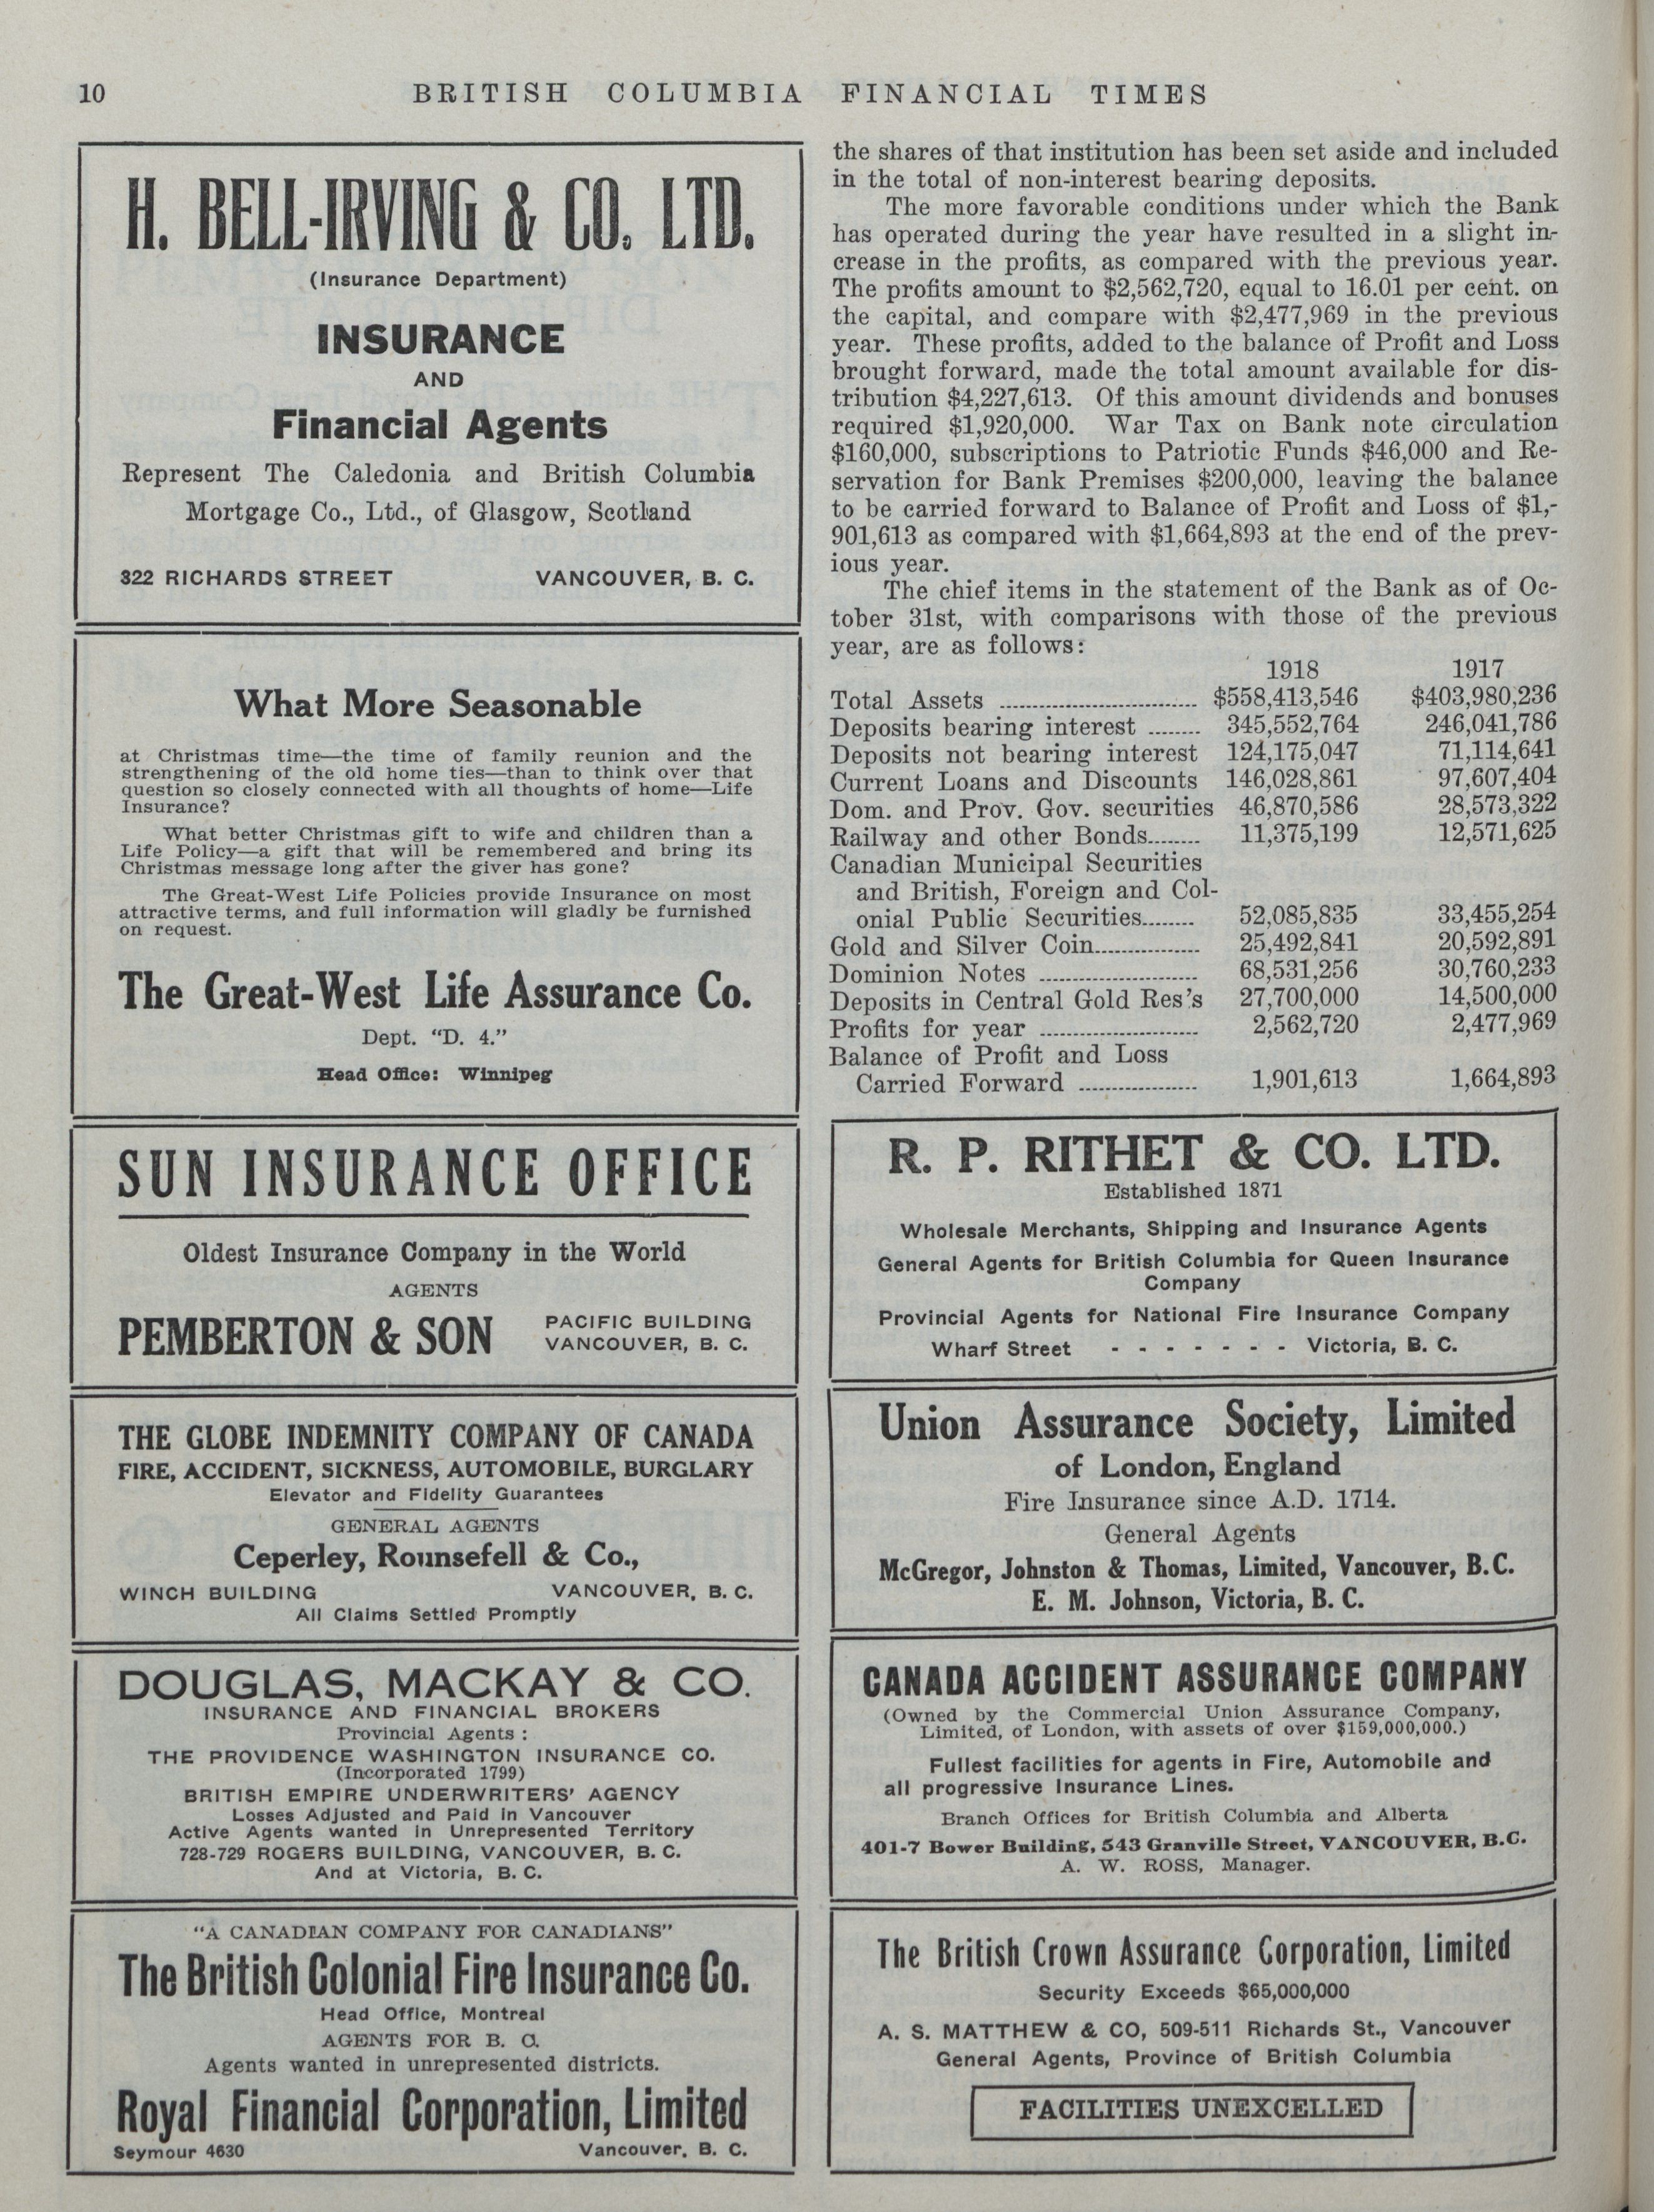 10 BRITISH COLUMBIA FINANCIAL TIMES
H. BELL-IRVING & CO. LTD.
(Insurance Department)
INSURANCE
AND
Financial Agents
Represent The Caledonia and British Columbia
Mortgage Co., Ltd., of Glasgow, Scotland
322 RICHARDS STREET VANCOUVER, B. C.
What More Seasonable
at Christmas time—the time of family reunion and the
strengthening of the old home ties—than to think over that
question so closely connected with all thoughts of home—Life
Insurance?
What better Christmas gift to wife and children than a
Life Policy—a gift that will be remembered and bring its
Christmas message long after the giver has gone?
The Great-West Life Policies provide Insurance on most
attractive terms, and full information will gladly be furnished
on request.
The Great-West Life Assurance Co.
Dept. "D. 4."
Head Office: Winnipeg
SUN INSURANCE OFFICE
Oldest Insurance Company in the World
AGENTS
PEMBERTON & SON
PACIFIC BUILDING
VANCOUVER, B. C.
THE GLOBE INDEMNITY COMPANY OF CANADA
FIRE, ACCIDENT, SICKNESS, AUTOMOBILE, BURGLARY
Elevator and Fidelity Guarantees
GENERAL AGENTS
Ceperley, Rounsefell & Co.,
WINCH BUILDING VANCOUVER, B. C.
All Claims Settled Promptly
DOUGLAS, MACKAY & CO.
INSURANCE AND FINANCIAL BROKERS
Provincial Agents :
THE PROVIDENCE WASHINGTON INSURANCE CO.
(Incorporated 1799)
BRITISH EMPIRE UNDERWRITERS' AGENCY
Losses Adjusted and Paid in Vancouver
Active Agents wanted in Unrepresented Territory
728-729 ROGERS BUILDING, VANCOUVER, B. C.
And at Victoria, B. C.
"A CANADIAN COMPANY FOR CANADIANS"
The British Colonial Fire Insurance Co.
Head Office, Montreal
AGENTS FOR B. C.
Agents wanted in unrepresented districts.
Royal Financial Corporation, Limited
Seymour 4630 Vancouver, B. C.
the shares of that institution has been set aside and included
in the total of non-interest bearing deposits.
The more favorable conditions under which the Bank
has operated during the year have resulted in a slight in-
crease in the profits, as compared with the previous year.
The profits amount to $2,562,720, equal to 16.01 per cent. on
the capital, and compare with $2,477,969 in the previous
year. These profits, added to the balance of Profit and Loss
brought forward, made the total amount available for dis-
tribution $4,227,613. Of this amount dividends and bonuses
required $1,920,000. War Tax on Bank note circulation
$160,000, subscriptions to Patriotic Funds $46,000 and Re-
servation for Bank Premises $200,000, leaving the balance
to be carried forward to Balance of Profit and Loss of $1,-
901,613 as compared with $1,664,893 at the end of the prev-
ious year.
The chief items in the statement of the Bank as of Oc-
tober 31st, with comparisons with those of the previous
year, are as follows:
1918 1917
Total Assets $558,413,546 $403,980,236
Deposits bearing interest 345,552,764 246,041,786
Deposits not bearing interest 124,175,047 71,114,641
Current Loans and Discounts 146,028,861 97,607,404
Dom. and Prov. Gov. securities 46,870,586 28,573,322
Railway and other Bonds 11,375,199 12,571,625
Canadian Municipal Securities
and British, Foreign and Col-
onial Public Securities 52,085,835 33,455,254
Gold and Silver Coin 25,492,841 20,592,891
Dominion Notes 68,531,256 30,760,233
Deposits in Central Gold Res's 27,700,000 14,500,000
Profits for year 2,562,720 2,477,969
Balance of Profit and Loss
Carried Forward 1,901,613 1,664,893
R. P. RITHET & CO. LTD.
Established 1871
Wholesale Merchants, Shipping and Insurance Agents
General Agents for British Columbia for Queen Insurance
Company
Provincial Agents for National Fire Insurance Company
Wharf Street - - - - - - - Victoria, B. C.
Union Assurance Society, Limited
of London, England
Fire Insurance since A.D. 1714.
General Agents
McGregor, Johnston & Thomas, Limited, Vancouver, B.C.
E. M. Johnson, Victoria, B. C.
CANADA ACCIDENT ASSURANCE COMPANY
(Owned by the Commercial Union Assurance Company,
Limited, of London, with assets of over $159,000,000.)
Fullest facilities for agents in Fire, Automobile and
all progressive Insurance Lines.
Branch Offices for British Columbia and Alberta
401-7 Bower Building, 543 Granville Street, VANCOUVER, B.C.
A. W. ROSS, Manager.
The British Crown Assurance Corporation, Limited
Security Exceeds $65,000,000
A. S. MATTHEW & CO, 509-511 Richards St., Vancouver
General Agents, Province of British Columbia
FACILITIES UNEXCELLED